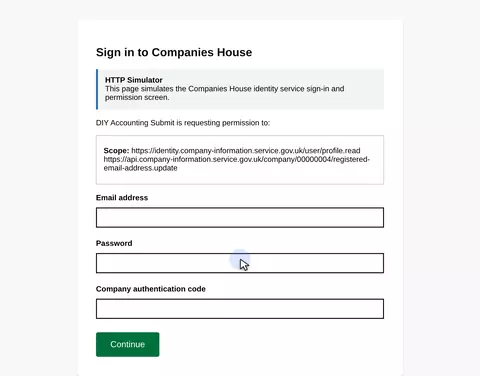 Sign in to Companies House
HTTP Simulator
This page simulates the Companies House identity service sign-in and
permission screen.
DIY Accounting Submit is requesting permission to:
Scope: https://identity.company-information.service.gov.uk/user/profile.read
https://api.company-information.service.gov.uk/company/00000004/registered-
email-address.update
Email address
Password
Company authentication code
Continue